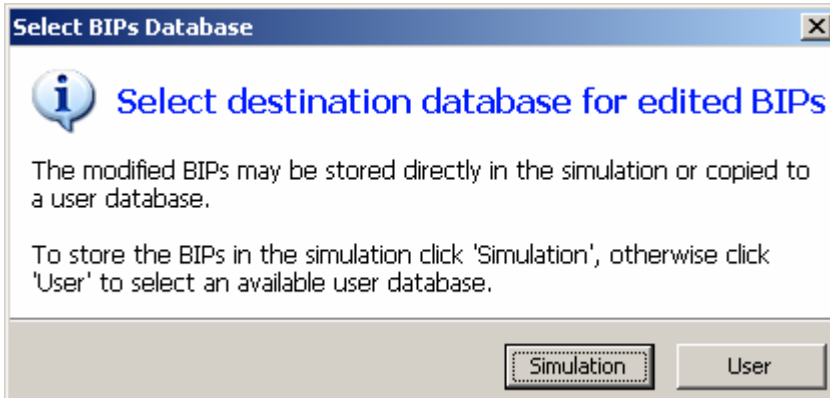 Select BIPs Database
Select destination database for edited BIPs
The modified BIPs may be stored directly in the simulation or copied to
a user database.
To store the BIPs in the simulation click 'Simulation', otherwise click
'User' to select an available user database.
Simulation User